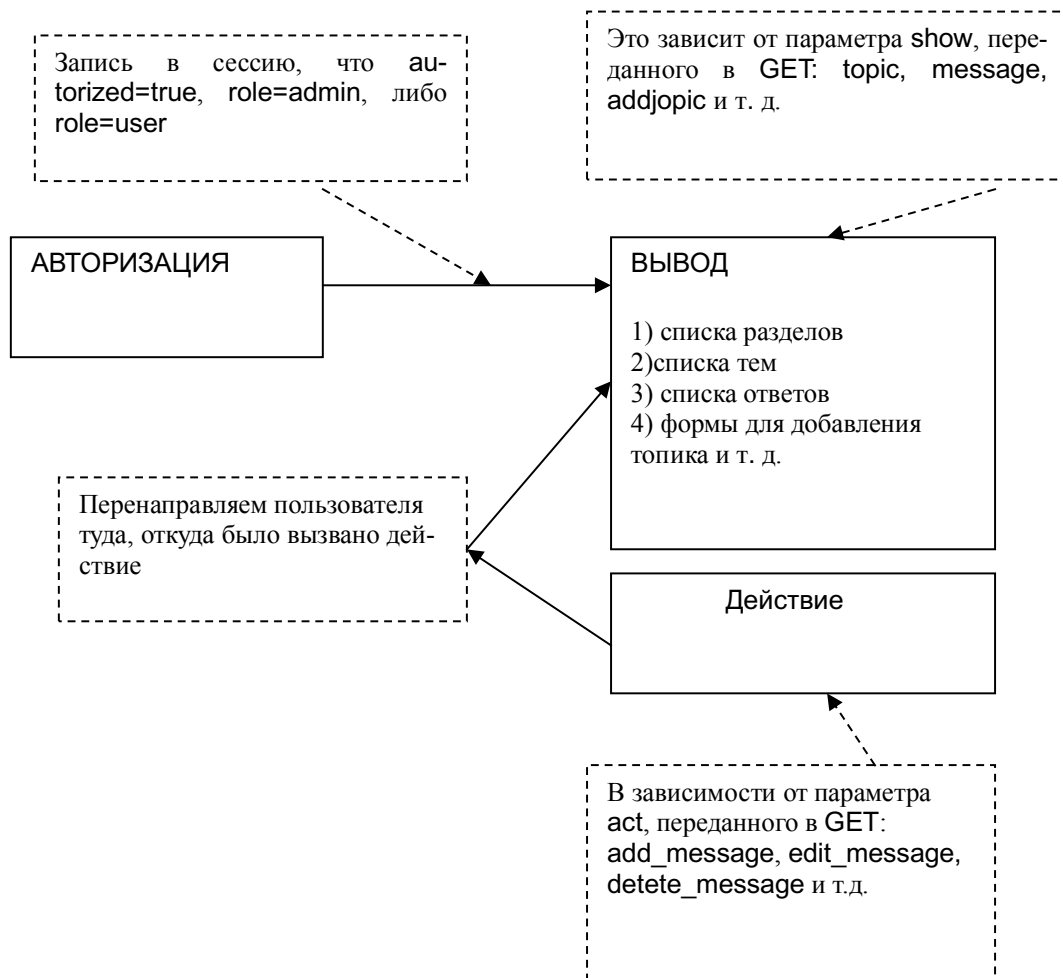 Запись в сессию, что au-
torized=true, role=admin, либо
role=user
Это зависит от параметра show, пере-
данного в GET: topic, message,
addjopic и т. д.
АВТОРИЗАЦИЯ
ВЫВОД
1) списка разделов
2)списка тем
3) списка ответов
4) формы для добавления
топика и т. д.
Перенаправляем пользователя
туда, откуда было вызвано дей-
ствие
Действие
В зависимости от параметра
act, переданного в GET:
add_message, edit_message,
detete_message и т.д.